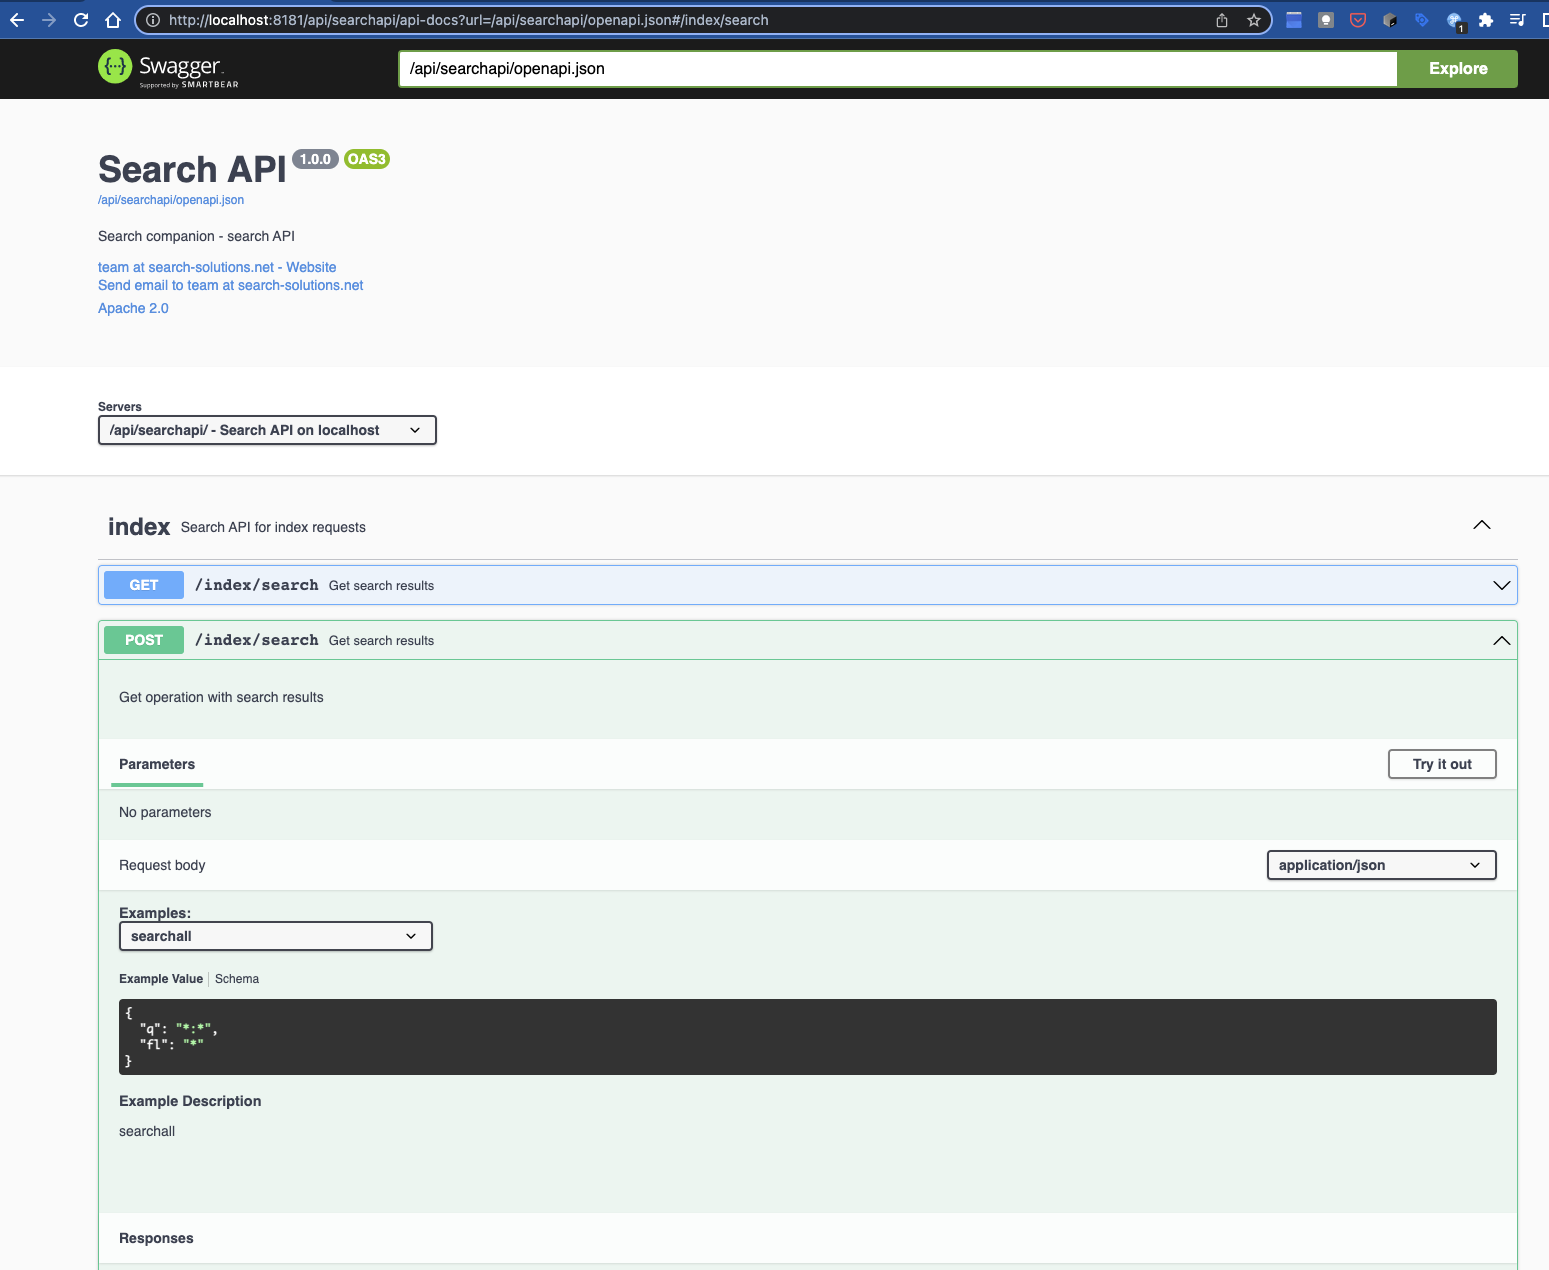 http://localhost:8181/api/searchapi/api-docs?url=/api/searchapi/openapi.json#/index/search
1
Swagger
Supported by SMARTBEAR
/api/searchapi/openapi.json
Explore
Search API 1.0.0 OAS3
/api/searchapi/openapi.json
Search companion - search API
team at search-solutions.net - Website
Send email to team at search-solutions.net
Apache 2.0
Servers
/api/searchapi/ - Search API on localhost
index Search API for index requests
GET /index/search Get search results
POST /index/search Get search results
Get operation with search results
Parameters
Try it out
No parameters
Request body
application/json
Examples:
searchall
Example Value Schema
{
"q": "*:*",
"fl": "*"
}
Example Description
searchall
Responses